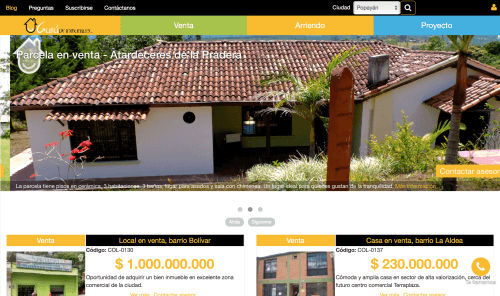 Blog Preguntas Suscribirse Contáctanos Ciudad Popayán
Venta Arriendo Proyecto
Parcela en venta - Atardeceres de la Pradera
Contactar asesor
La parcela tiene pisos en cerámica, 3 habitaciones, 3 baños, lugar para asados y sala con chimenea. Un lugar ideal para quienes gustan de la tranquilidad. Más información
Atrás Siguiente
Venta Local en venta, barrio Bolívar
Código: COL-0130
$ 1.000.000.000
Oportunidad de adquirir un bien inmueble en excelente zona
comercial de la ciudad.
Ver más Contactar asesor
Venta Casa en venta, barrio La Aldea
Código: COL-0137
$ 230.000.000
Cómoda y amplia casa en sector de alta valorización, cerca del
futuro centro comercial Terraplaza.
Ver más Contactar asesor
Te llamamos